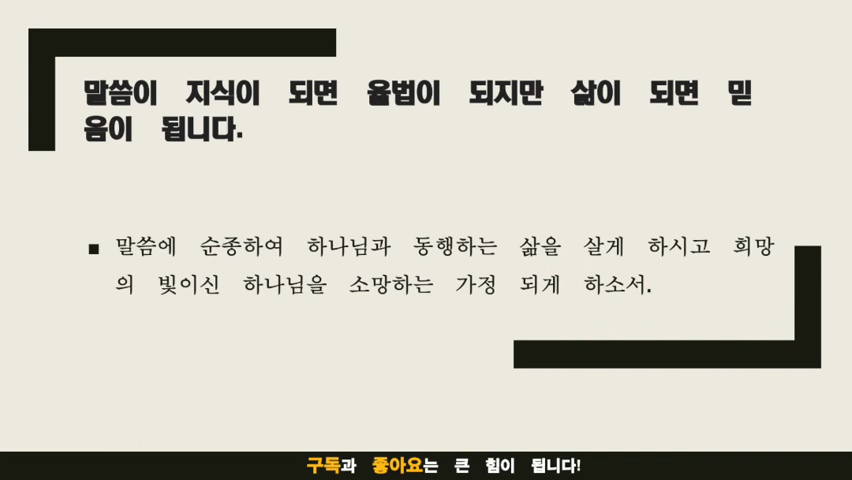 말씀이 지식이 되면 율법이 되지만 삶이 되면 믿
음이 됩니다.
■ 말씀에 순종하여 하나님과 동행하는 삶을 살게 하시고 희망
의 빛이신 하나님을 소망하는 가정 되게 하소서.
구독과 좋아요는 큰 힘이 됩니다!